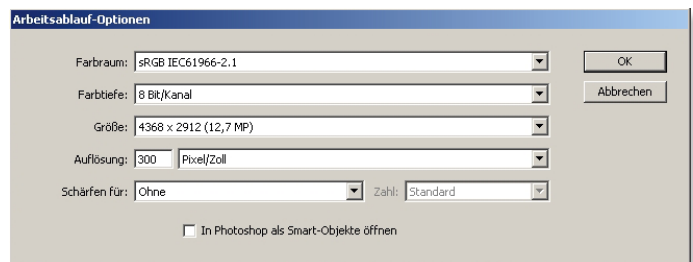 Arbeitsablauf-Optionen
Farbraum: sRGB IEC61966-2.1 OK
Farbtiefe: 8 Bit/Kanal Abbrechen
Größe: 4368 x 2912 (12,7 MP)
Auflösung: 300 Pixel/Zoll
Schärfen für: Ohne Zahl: Standard
In Photoshop als Smart-Objekte öffnen